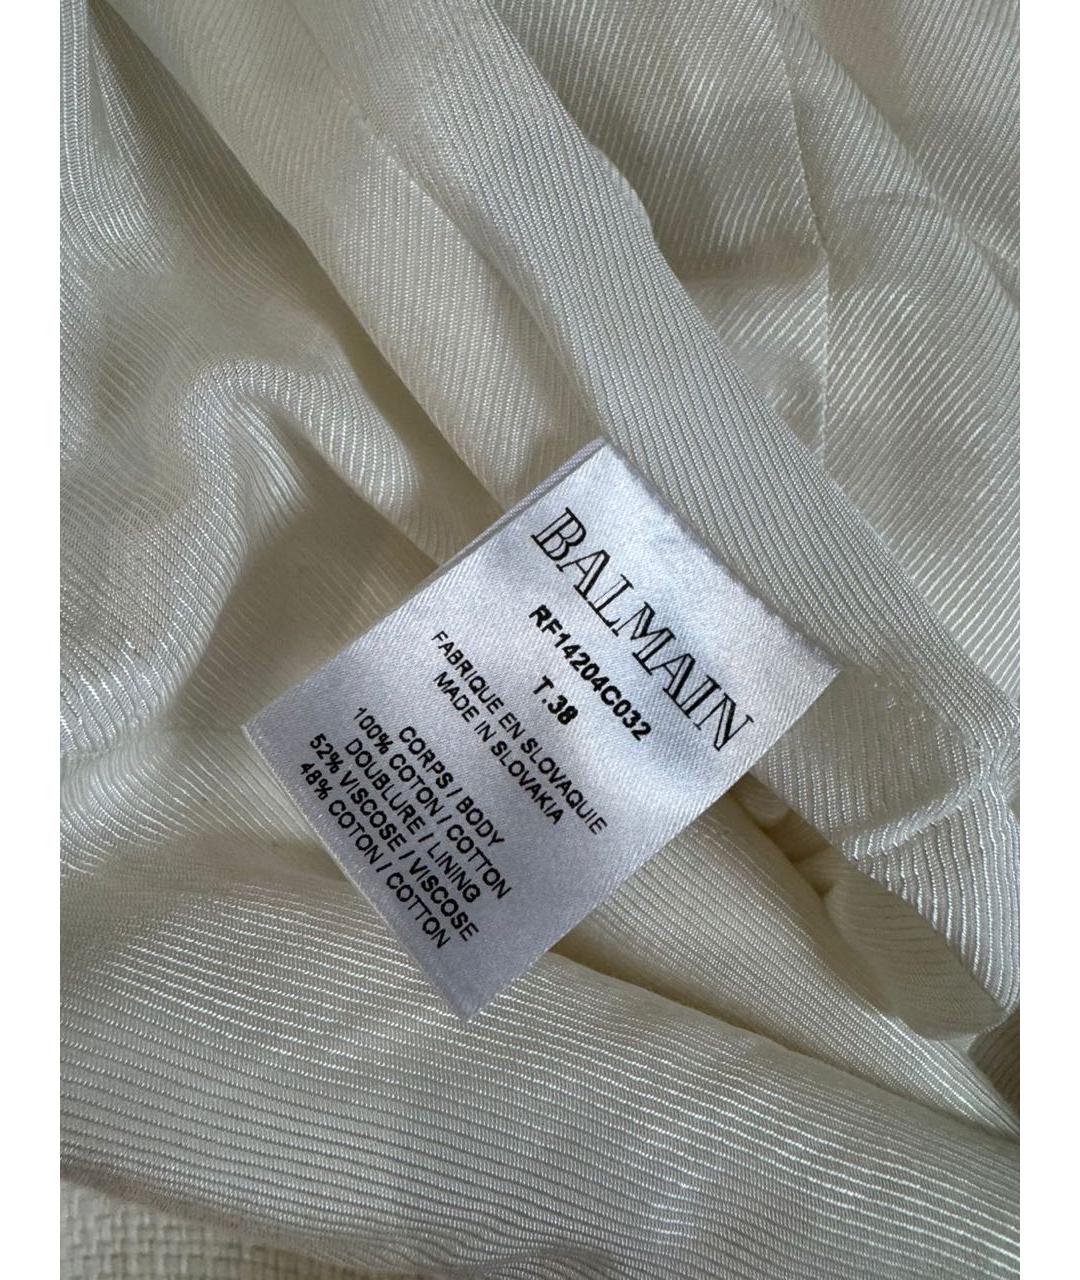 BALMAIN
RF14204C032
T.38
FABRIQUE EN SLOVAQUIE
MADE IN SLOVAKIA
CORPS / BODY
100% COTON / COTTON
DOUBLURE / LINING
52% VISCOSE / VISCOSE
48% COTON / COTTON